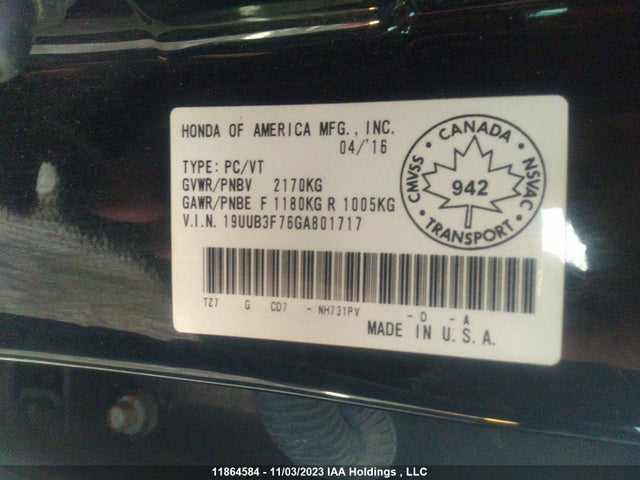 HONDA OF AMERICA MFG., INC.
04/'16
TYPE: PC/VT
GVWR/PNBV 2170KG
GAWR/PNBE F 1180KG R 1005KG
V.I.N. 19UUB3F76GA801717
CANADA
CMVSS
NSVAC
942
TRANSPORT
TZ7 G CD7 - NH731PV - D - A
MADE IN U.S.A.
11864584 - 11/03/2023 IAA Holdings , LLC